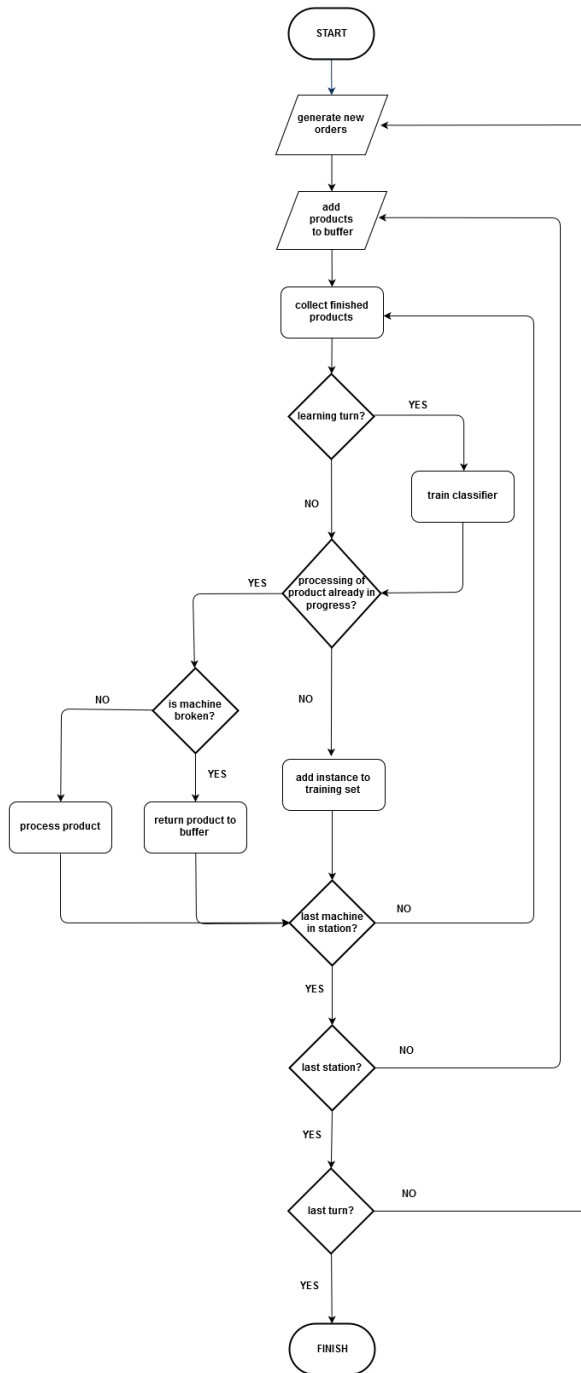 START
generate new
orders
add
products
to buffer
collect finished
products
learning turn?
YES
NO
train classifier
processing of
product already in
progress?
YES
NO
is machine
broken?
NO
YES
process product
return product to
buffer
add instance to
training set
last machine
in station?
NO
YES
last station?
NO
YES
last turn?
NO
YES
FINISH